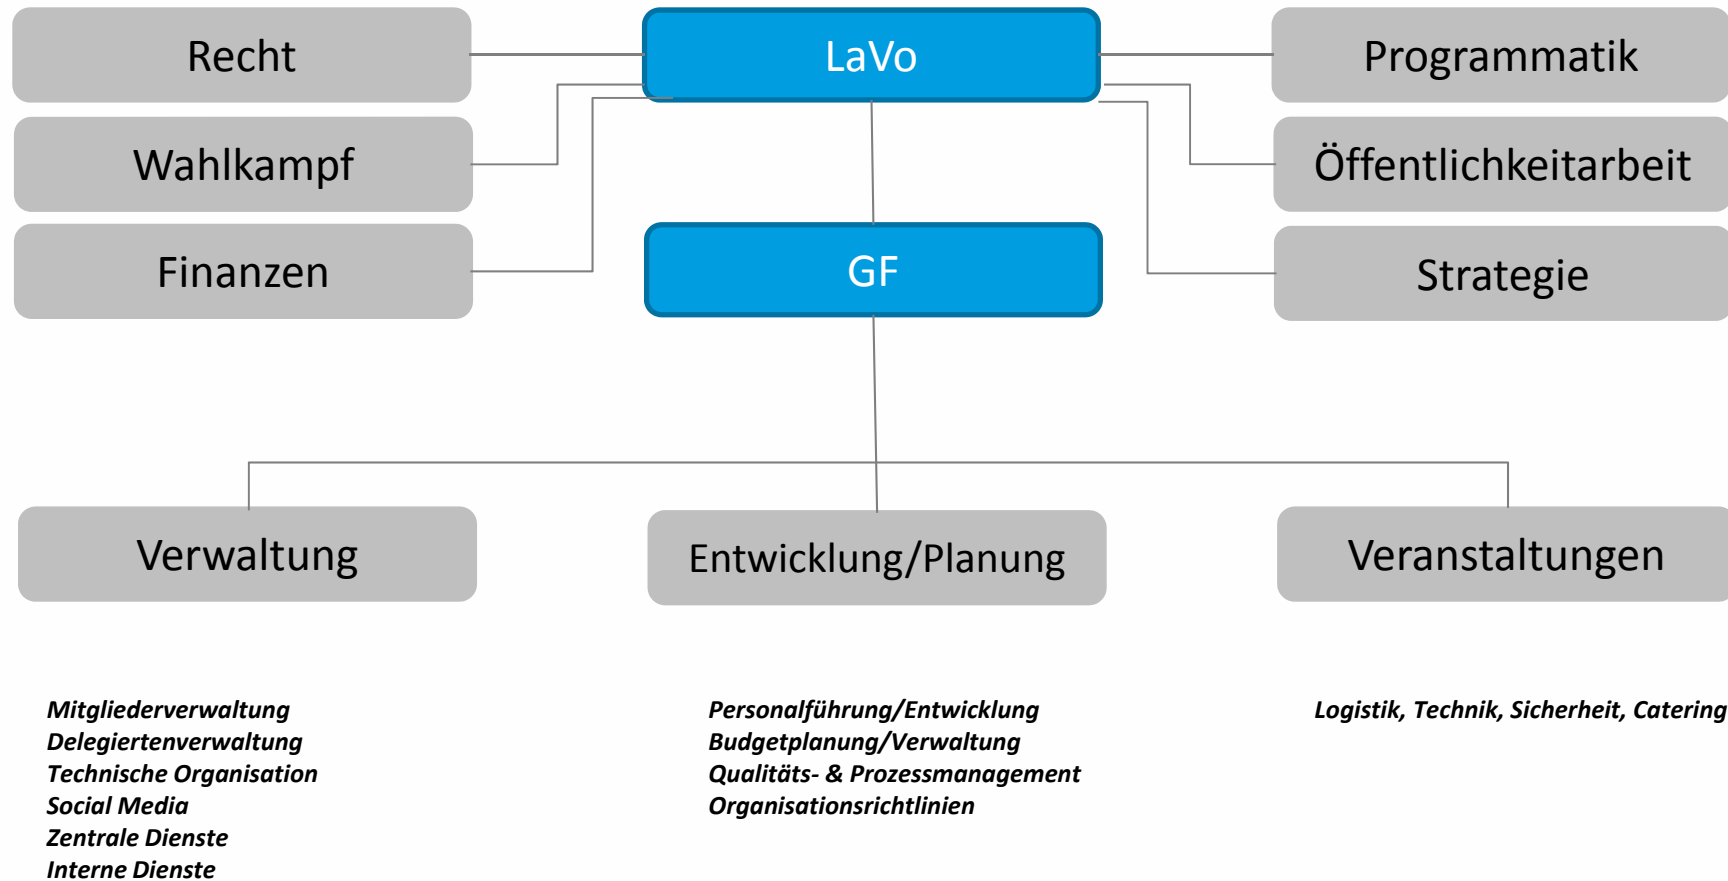 Recht
LaVo
Programmatik
Wahlkampf
Öffentlichkeitarbeit
Finanzen
GF
Strategie
Verwaltung
Entwicklung/Planung
Veranstaltungen
Mitgliederverwaltung
Delegiertenverwaltung
Technische Organisation
Social Media
Zentrale Dienste
Interne Dienste
Personalführung/Entwicklung
Budgetplanung/Verwaltung
Qualitäts- & Prozessmanagement
Organisationsrichtlinien
Logistik, Technik, Sicherheit, Catering